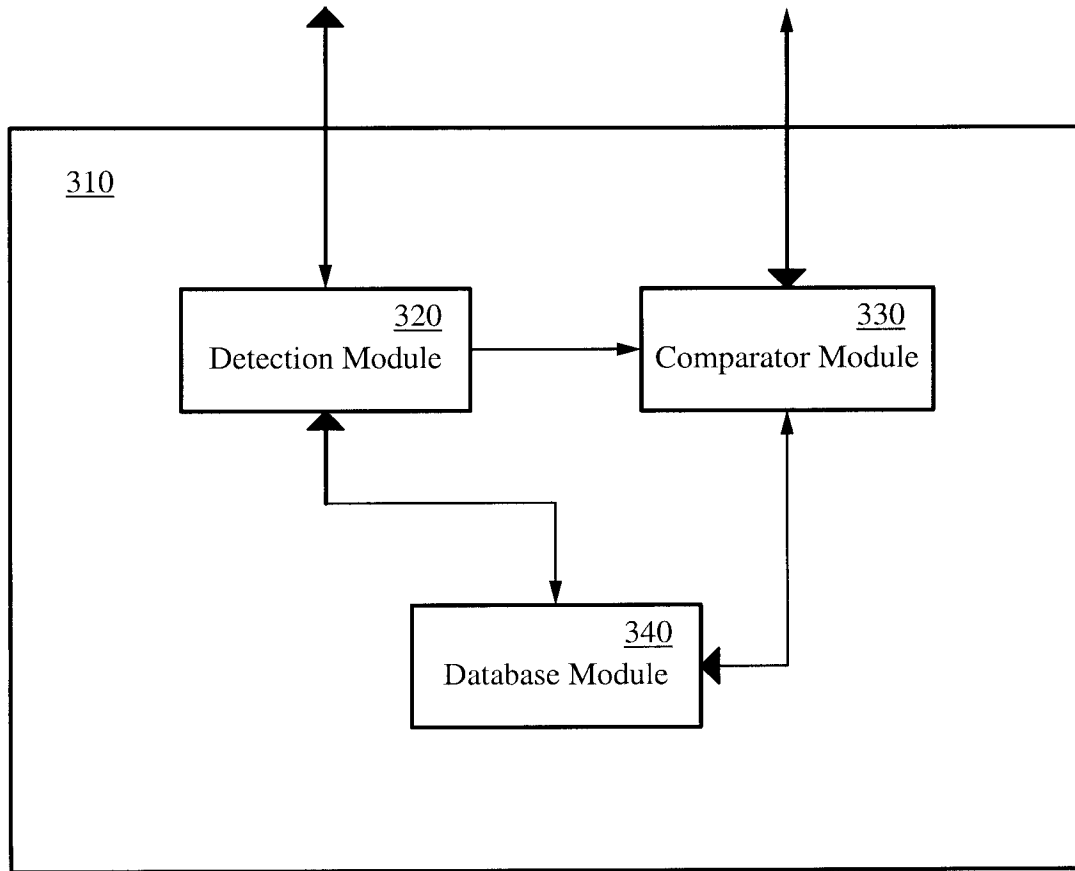 310
320
Detection Module
330
Comparator Module
340
Database Module